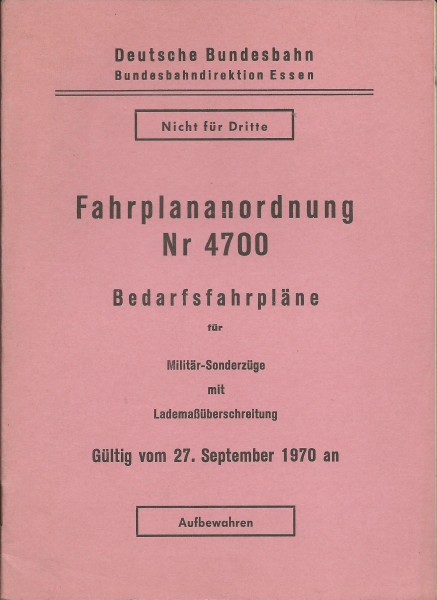 Deutsche Bundesbahn
Bundesbahndirektion Essen
Nicht für Dritte
Fahrplananordnung
Nr 4700
Bedarfsfahrpläne
für
Militär-Sonderzüge
mit
Lademaßüberschreitung
Gültig vom 27. September 1970 an
Aufbewahren